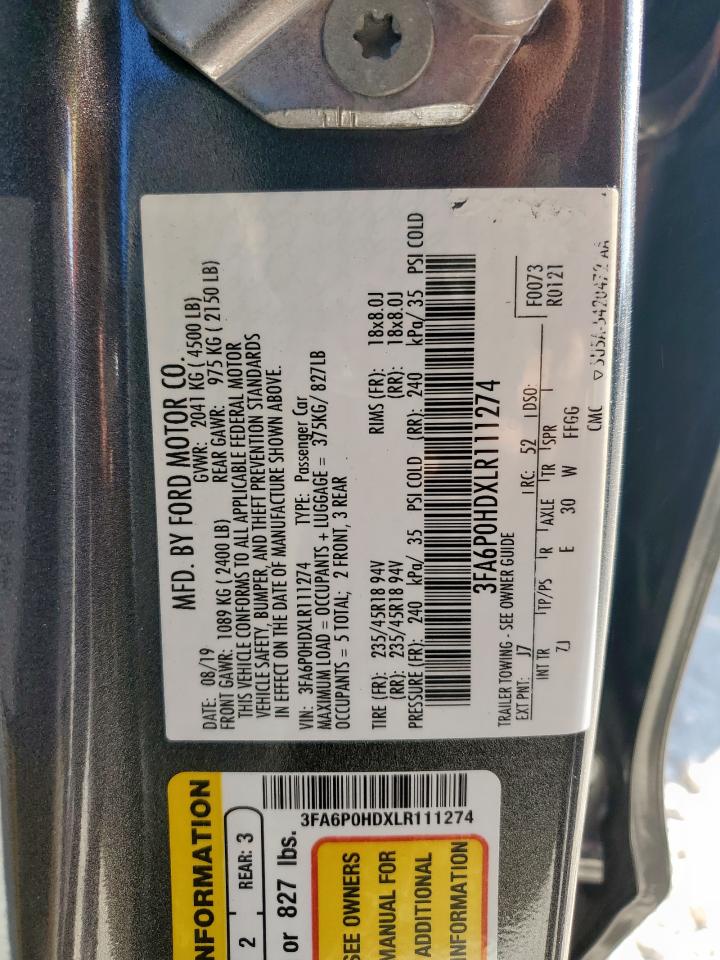 MFD. BY FORD MOTOR CO.
DATE: 08/19 GVWR: 2041 KG ( 4500 LB)
FRONT GAWR: 1089 KG ( 2400 LB) REAR GAWR: 975 KG ( 2150 LB)
THIS VEHICLE CONFORMS TO ALL APPLICABLE FEDERAL MOTOR
VEHICLE SAFETY, BUMPER, AND THEFT PREVENTION STANDARDS
IN EFFECT ON THE DATE OF MANUFACTURE SHOWN ABOVE.
VIN: 3FA6P0HDXLR111274 TYPE: Passenger Car
MAXIMUM LOAD = OCCUPANTS + LUGGAGE = 375KG/ 827LB
OCCUPANTS = 5 TOTAL; 2 FRONT, 3 REAR
TIRE (FR): 235/45R18 94V RIMS (FR): 18x8.0J
(RR): 235/45R18 94V (RR): 18x8.0J
PRESSURE (FR): 240 kPa/ 35 PSI COLD (RR): 240 kPa/ 35 PSI COLD
3FA6P0HDXLR111274
TRAILER TOWING - SEE OWNER GUIDE
F0073
R0121
EXT PNT: J7 RC: 52 DSO:
INT TR TP/PS R AXLE TR SPR
ZJ E 30 W FFGG
CMC
NFORMATION
2 REAR: 3
or 827 lbs.
3FA6P0HDXLR111274
SEE OWNERS
MANUAL FOR
ADDITIONAL
NFORMATION